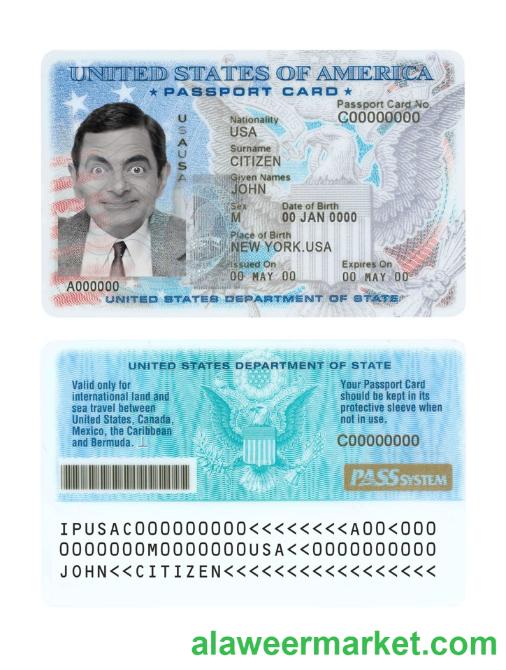 UNITED STATES OF AMERICA
★ PASSPORT CARD ★
Passport Card No.
C00000000
Nationality
USA
Surname
CITIZEN
Given Names
JOHN
Sex Date of Birth
M 00 JAN 0000
Place of Birth
NEW YORK.USA
Issued On Expires On
00 MAY 00 00 MAY 00
USAUSA
A000000
UNITED STATES DEPARTMENT OF STATE
UNITED STATES DEPARTMENT OF STATE
Valid only for
international land and
sea travel between
United States, Canada,
Mexico, the Caribbean
and Bermuda.
Your Passport Card
should be kept in its
protective sleeve when
not in use.
C00000000
PASS SYSTEM
IPUSAC000000000<<<<<<<<A00<000
0000000M0000000USA<<0000000000
JOHN<<CITIZEN<<<<<<<<<<<<<<<<<
alaweermarket.com